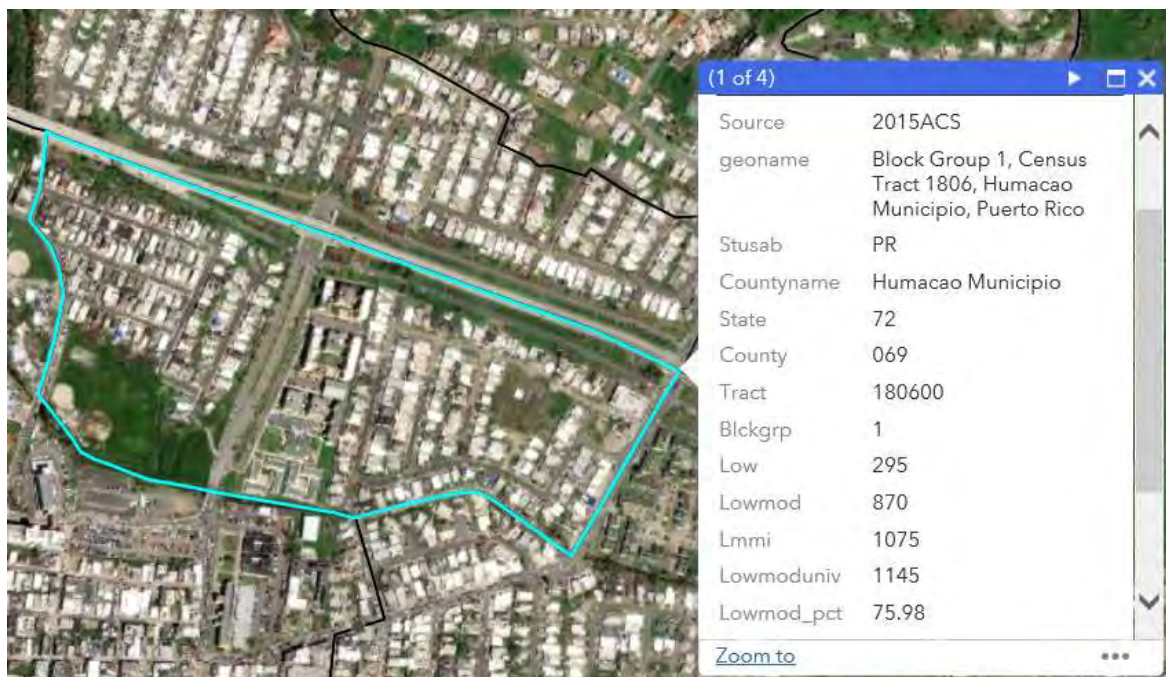 (1 of 4)
Source 2015ACS
geoname Block Group 1, Census
Tract 1806, Humacao
Municipio, Puerto Rico
Stusab PR
Countyname Humacao Municipio
State 72
County 069
Tract 180600
Blckgrp 1
Low 295
Lowmod 870
Lmmi 1075
Lowmoduniv 1145
Lowmod_pct 75.98
Zoom to